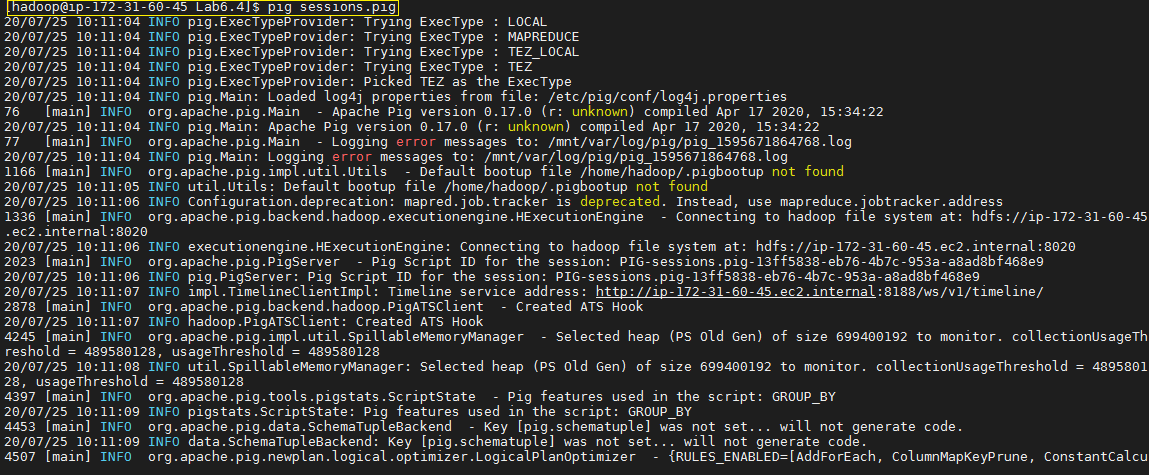 [hadoop@ip-172-31-60-45 Lab6.4]$ pig sessions.pig
20/07/25 10:11:04 INFO pig.ExecTypeProvider: Trying ExecType : LOCAL
20/07/25 10:11:04 INFO pig.ExecTypeProvider: Trying ExecType : MAPREDUCE
20/07/25 10:11:04 INFO pig.ExecTypeProvider: Trying ExecType : TEZ_LOCAL
20/07/25 10:11:04 INFO pig.ExecTypeProvider: Trying ExecType : TEZ
20/07/25 10:11:04 INFO pig.ExecTypeProvider: Picked TEZ as the ExecType
20/07/25 10:11:04 INFO pig.Main: Loaded log4j properties from file: /etc/pig/conf/log4j.properties
76   [main] INFO  org.apache.pig.Main  - Apache Pig version 0.17.0 (r: unknown) compiled Apr 17 2020, 15:34:22
20/07/25 10:11:04 INFO pig.Main: Apache Pig version 0.17.0 (r: unknown) compiled Apr 17 2020, 15:34:22
77   [main] INFO  org.apache.pig.Main  - Logging error messages to: /mnt/var/log/pig/pig_1595671864768.log
20/07/25 10:11:04 INFO pig.Main: Logging error messages to: /mnt/var/log/pig/pig_1595671864768.log
1166 [main] INFO  org.apache.pig.impl.util.Utils  - Default bootup file /home/hadoop/.pigbootup not found
20/07/25 10:11:05 INFO util.Utils: Default bootup file /home/hadoop/.pigbootup not found
20/07/25 10:11:06 INFO Configuration.deprecation: mapred.job.tracker is deprecated. Instead, use mapreduce.jobtracker.address
1336 [main] INFO  org.apache.pig.backend.hadoop.executionengine.HExecutionEngine  - Connecting to hadoop file system at: hdfs://ip-172-31-60-45
.ec2.internal:8020
20/07/25 10:11:06 INFO executionengine.HExecutionEngine: Connecting to hadoop file system at: hdfs://ip-172-31-60-45.ec2.internal:8020
2023 [main] INFO  org.apache.pig.PigServer  - Pig Script ID for the session: PIG-sessions.pig-13ff5838-eb76-4b7c-953a-a8ad8bf468e9
20/07/25 10:11:06 INFO pig.PigServer: Pig Script ID for the session: PIG-sessions.pig-13ff5838-eb76-4b7c-953a-a8ad8bf468e9
20/07/25 10:11:07 INFO impl.TimelineClientImpl: Timeline service address: http://ip-172-31-60-45.ec2.internal:8188/ws/v1/timeline/
2878 [main] INFO  org.apache.pig.backend.hadoop.PigATSClient  - Created ATS Hook
20/07/25 10:11:07 INFO hadoop.PigATSClient: Created ATS Hook
4245 [main] INFO  org.apache.pig.impl.util.SpillableMemoryManager  - Selected heap (PS Old Gen) of size 699400192 to monitor. collectionUsageTh
reshold = 489580128, usageThreshold = 489580128
20/07/25 10:11:08 INFO util.SpillableMemoryManager: Selected heap (PS Old Gen) of size 699400192 to monitor. collectionUsageThreshold = 4895801
28, usageThreshold = 489580128
4397 [main] INFO  org.apache.pig.tools.pigstats.ScriptState  - Pig features used in the script: GROUP_BY
20/07/25 10:11:09 INFO pigstats.ScriptState: Pig features used in the script: GROUP_BY
4453 [main] INFO  org.apache.pig.data.SchemaTupleBackend  - Key [pig.schematuple] was not set... will not generate code.
20/07/25 10:11:09 INFO data.SchemaTupleBackend: Key [pig.schematuple] was not set... will not generate code.
4507 [main] INFO  org.apache.pig.newplan.logical.optimizer.LogicalPlanOptimizer  - {RULES_ENABLED=[AddForEach, ColumnMapKeyPrune, ConstantCalcu